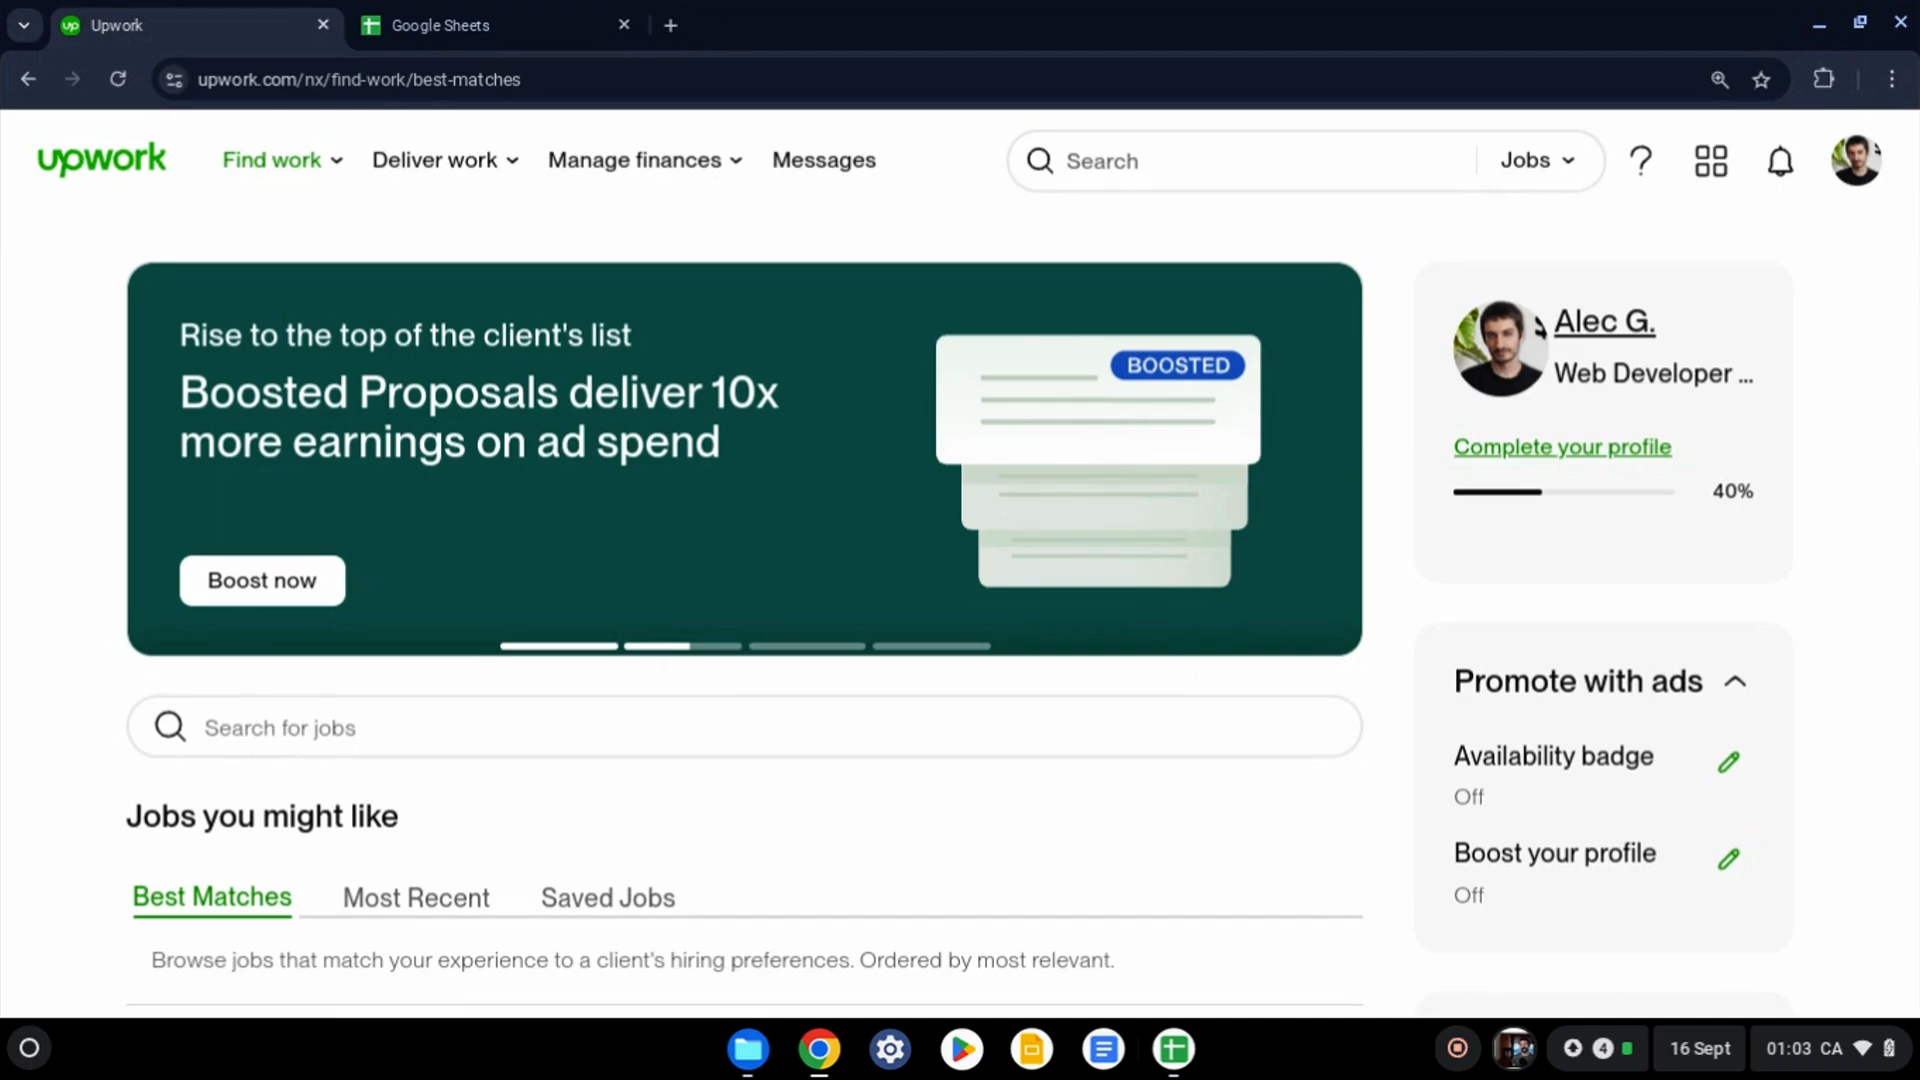 Upwork
Google Sheets
upwork.com/nx/find-work/best-matches
upwork
Find work
Deliver work
Manage finances
Messages
Search
Jobs
Rise to the top of the client's list
Boosted Proposals deliver 10x
more earnings on ad spend
BOOSTED
Boost now
Alec G.
Web Developer ...
Complete your profile
40%
Search for jobs
Promote with ads
Availability badge
Off
Boost your profile
Off
Jobs you might like
Best Matches
Most Recent
Saved Jobs
Browse jobs that match your experience to a client's hiring preferences. Ordered by most relevant.
4
16 Sept
01:03 CA